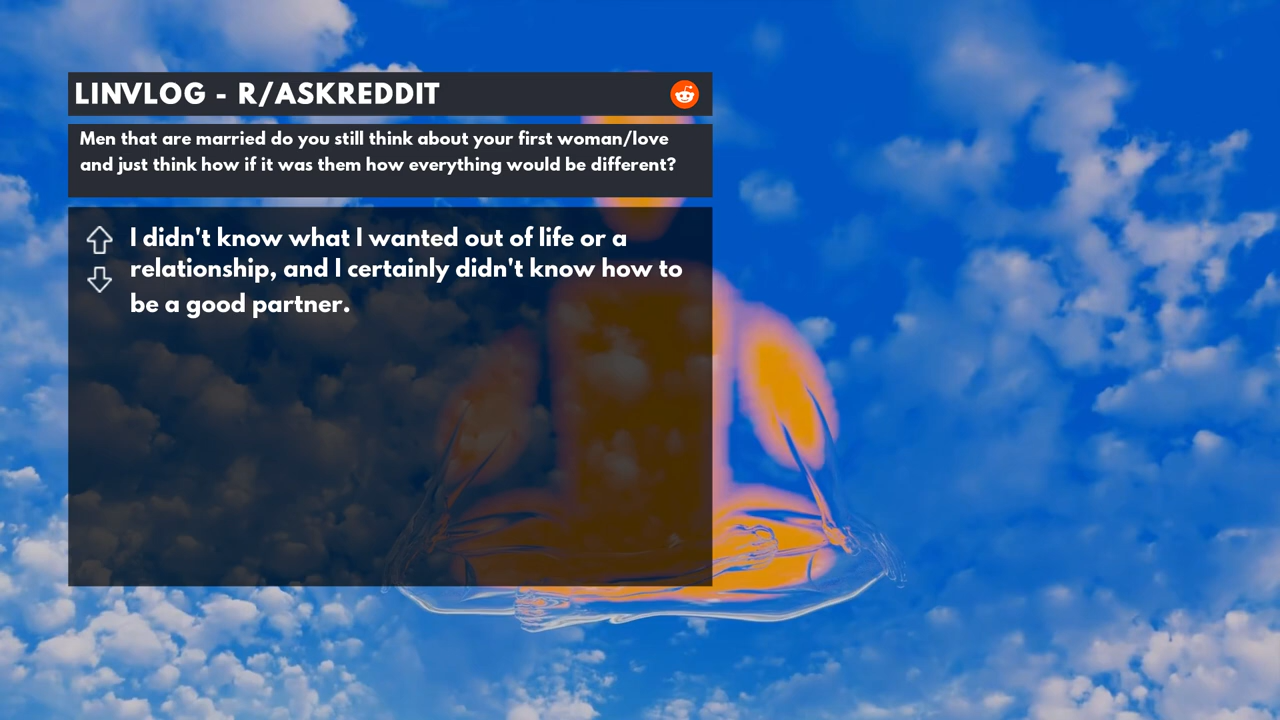 LINVLOG - R/ASKREDDIT
Men that are married do you still think about your first woman/love
and just think how if it was them how everything would be different?
I didn't know what I wanted out of life or a
relationship, and I certainly didn't know how to
be a good partner.